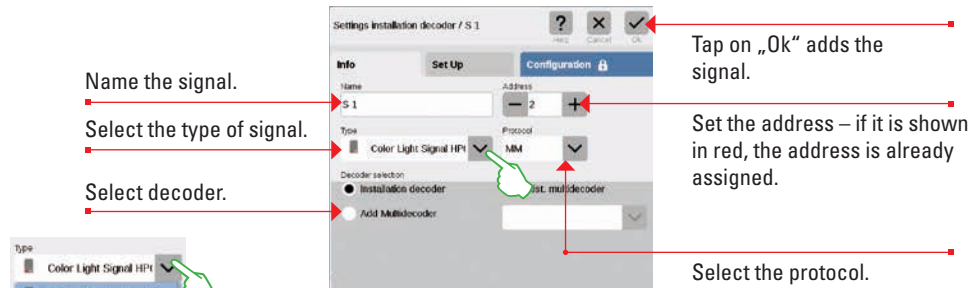 Settings installation decoder / S 1
Help
Cancel
Ok
Tap on „Ok“ adds the
signal.
Info
Set Up
Configuration
Name the signal.
Name
Address
S 1
2
Set the address – if it is shown
in red, the address is already
assigned.
Select the type of signal.
Type
Protocol
Color Light Signal HP
MM
Select decoder.
Decoder selection
Installation decoder
ist. multidecoder
Add Multidecoder
Select the protocol.
Type
Color Light Signal HP